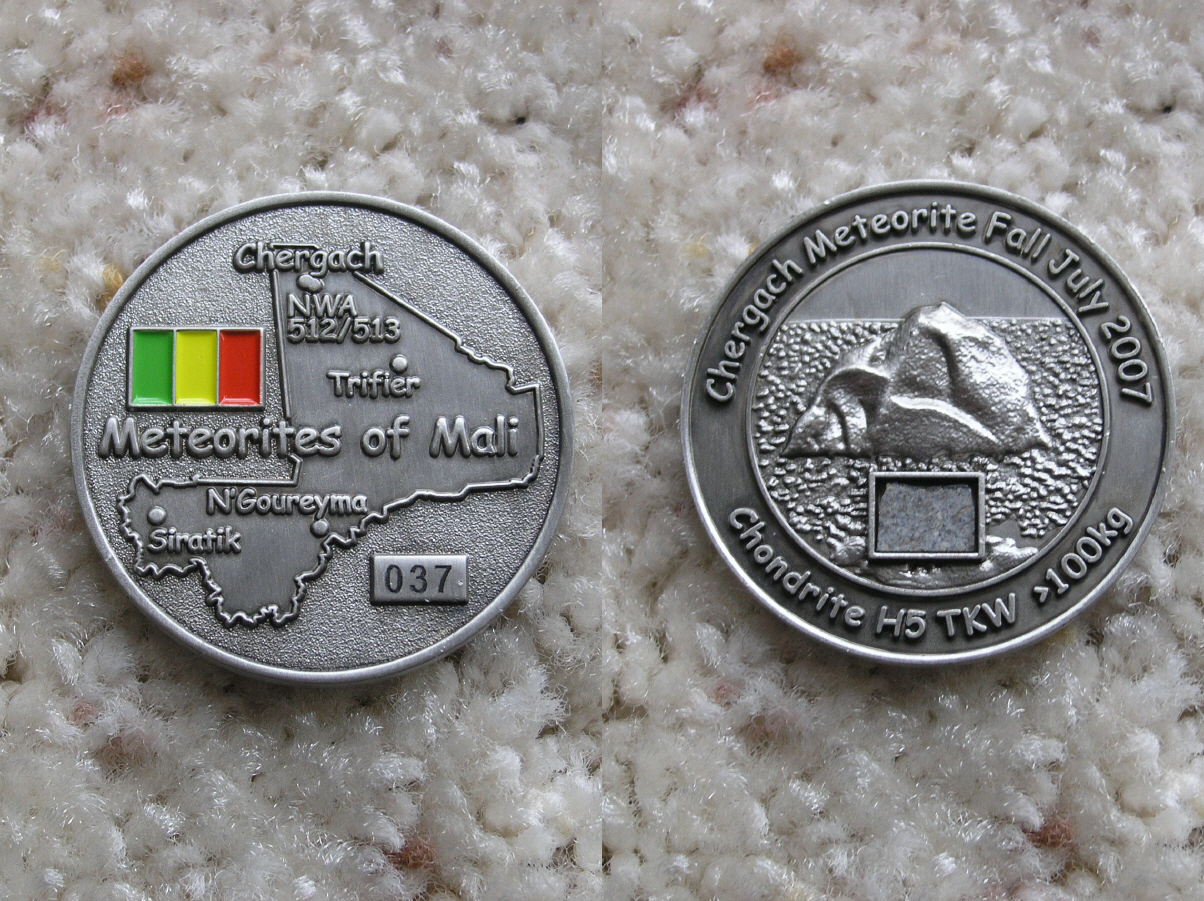 Chergach
NWA
512/513
Trifier
Meteorites of Mali
N'Goureyma
Siratik
037
Chergach Meteorite Fall July 2007
Chondrite H5 TKW >100kg